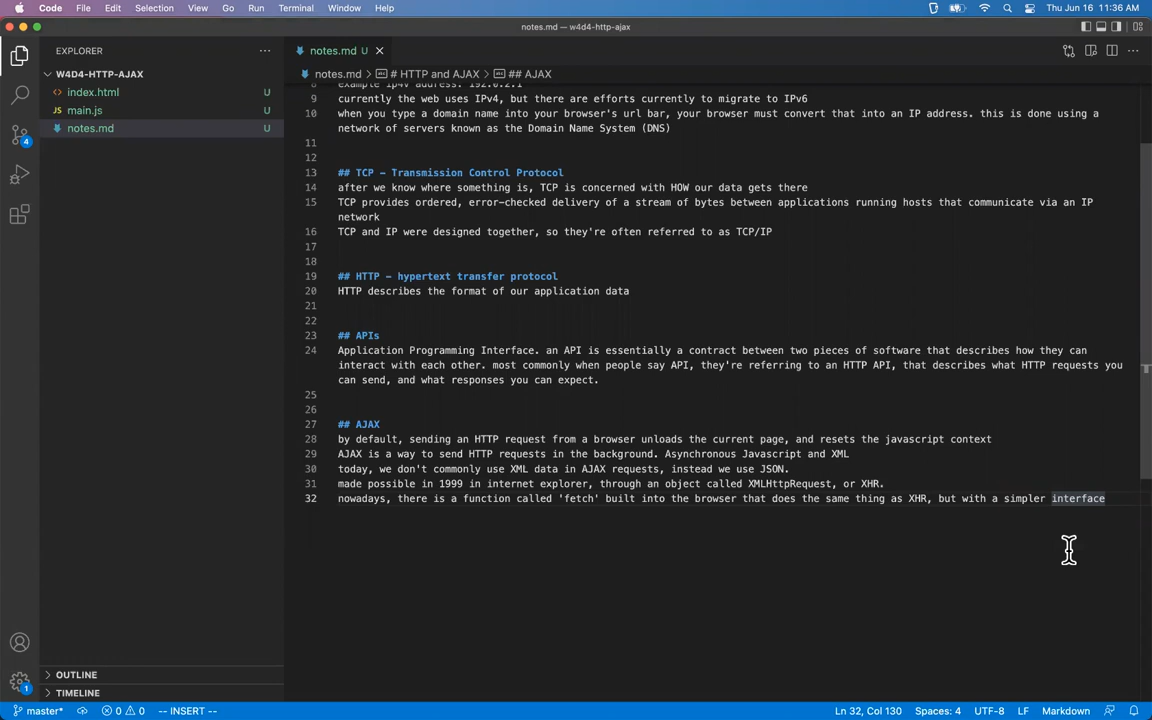 Code File Edit Selection View Go Run Terminal Window Help Thu Jun 16 11:36 AM
notes.md — w4d4-http-ajax
EXPLORER
notes.md U
W4D4-HTTP-AJAX
notes.md > # HTTP and AJAX > ## AJAX
index.html U
main.js U
notes.md U
8 example ipv4 address: 192.0.2.1
9 currently the web uses IPv4, but there are efforts currently to migrate to IPv6
10 when you type a domain name into your browser's url bar, your browser must convert that into an IP address. this is done using a
network of servers known as the Domain Name System (DNS)
11
12
13 ## TCP - Transmission Control Protocol
14 after we know where something is, TCP is concerned with HOW our data gets there
15 TCP provides ordered, error-checked delivery of a stream of bytes between applications running hosts that communicate via an IP
network
16 TCP and IP were designed together, so they're often referred to as TCP/IP
17
18
19 ## HTTP - hypertext transfer protocol
20 HTTP describes the format of our application data
21
22
23 ## APIs
24 Application Programming Interface. an API is essentially a contract between two pieces of software that describes how they can
interact with each other. most commonly when people say API, they're referring to an HTTP API, that describes what HTTP requests you
can send, and what responses you can expect.
25
26
27 ## AJAX
28 by default, sending an HTTP request from a browser unloads the current page, and resets the javascript context
29 AJAX is a way to send HTTP requests in the background. Asynchronous Javascript and XML
30 today, we don't commonly use XML data in AJAX requests, instead we use JSON.
31 made possible in 1999 in internet explorer, through an object called XMLHttpRequest, or XHR.
32 nowadays, there is a function called 'fetch' built into the browser that does the same thing as XHR, but with a simpler interface
4
OUTLINE
1
TIMELINE
master* 0 0 -- INSERT -- Ln 32, Col 130 Spaces: 4 UTF-8 LF Markdown